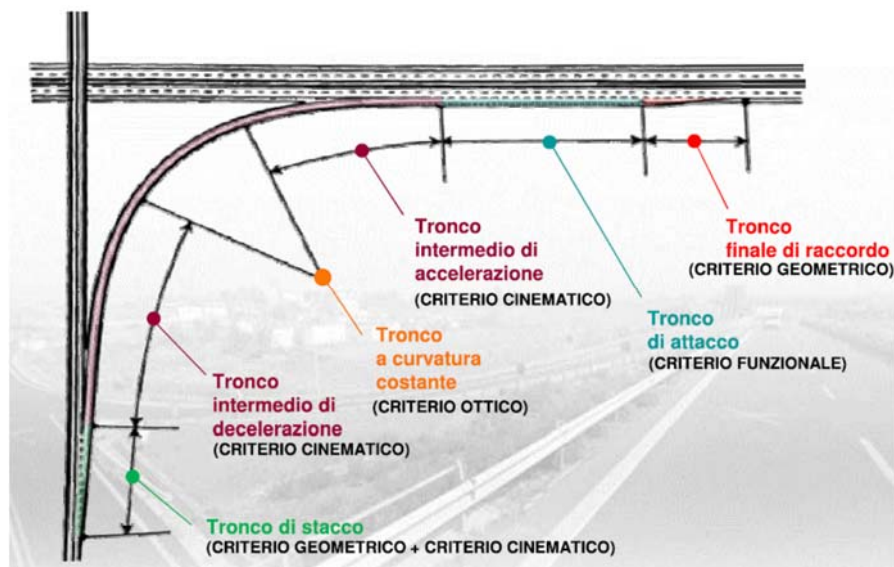 Tronco
intermedio di
accelerazione
(CRITERIO CINEMATICO)
Tronco
finale di raccordo
(CRITERIO GEOMETRICO)
Tronco
di attacco
(CRITERIO FUNZIONALE)
Tronco
a curvatura
costante
(CRITERIO OTTICO)
Tronco
intermedio di
decelerazione
(CRITERIO CINEMATICO)
Tronco di stacco
(CRITERIO GEOMETRICO + CRITERIO CINEMATICO)